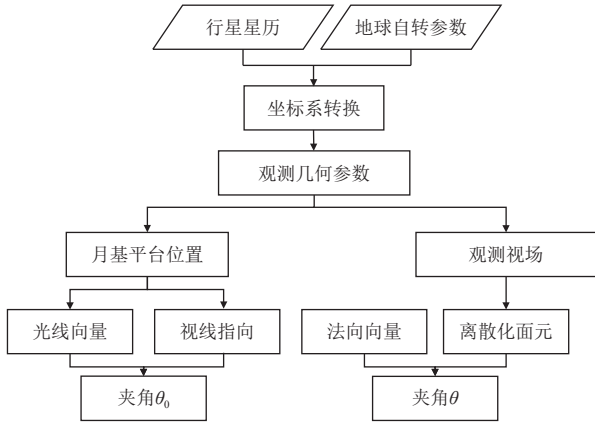 行星星历
地球自转参数
坐标系转换
观测几何参数
月基平台位置
观测视场
光线向量
视线指向
法向向量
离散化面元
夹角θ₀
夹角θ